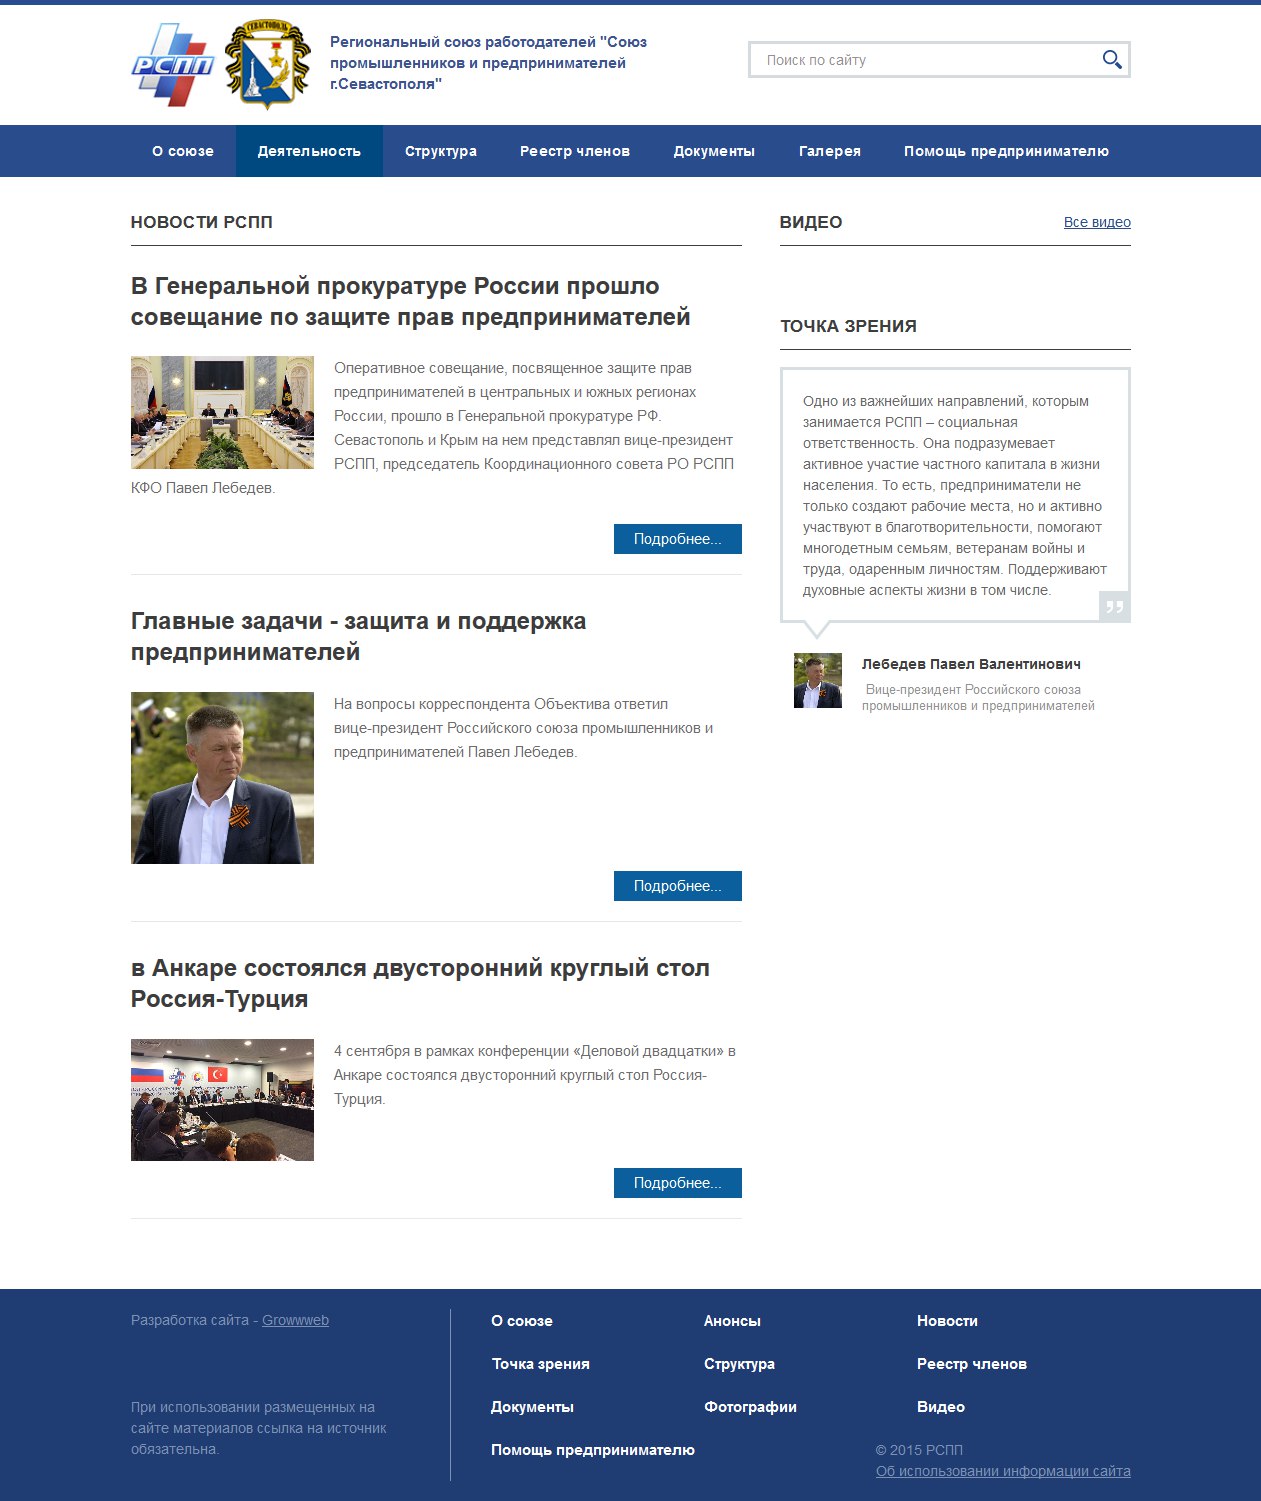 РСПП
СЕВАСТОПОЛЬ
Региональный союз работодателей "Союз
промышленников и предпринимателей
г.Севастополя"
Поиск по сайту
О союзе
Деятельность
Структура
Реестр членов
Документы
Галерея
Помощь предпринимателю
НОВОСТИ РСПП
В Генеральной прокуратуре России прошло
совещание по защите прав предпринимателей
Оперативное совещание, посвященное защите прав
предпринимателей в центральных и южных регионах
России, прошло в Генеральной прокуратуре РФ.
Севастополь и Крым на нем представлял вице-президент
РСПП, председатель Координационного совета РО РСПП
КФО Павел Лебедев.
Подробнее...
Главные задачи - защита и поддержка
предпринимателей
На вопросы корреспондента Объектива ответил
вице-президент Российского союза промышленников и
предпринимателей Павел Лебедев.
Подробнее...
в Анкаре состоялся двусторонний круглый стол
Россия-Турция
4 сентября в рамках конференции «Деловой двадцатки» в
Анкаре состоялся двусторонний круглый стол Россия-
Турция.
Подробнее...
ВИДЕО
Все видео
ТОЧКА ЗРЕНИЯ
Одно из важнейших направлений, которым
занимается РСПП – социальная
ответственность. Она подразумевает
активное участие частного капитала в жизни
населения. То есть, предприниматели не
только создают рабочие места, но и активно
участвуют в благотворительности, помогают
многодетным семьям, ветеранам войны и
труда, одаренным личностям. Поддерживают
духовные аспекты жизни в том числе.
Лебедев Павел Валентинович
Вице-президент Российского союза
промышленников и предпринимателей
Разработка сайта - Growwweb
При использовании размещенных на
сайте материалов ссылка на источник
обязательна.
О союзе
Анонсы
Новости
Точка зрения
Структура
Реестр членов
Документы
Фотографии
Видео
Помощь предпринимателю
© 2015 РСПП
Об использовании информации сайта